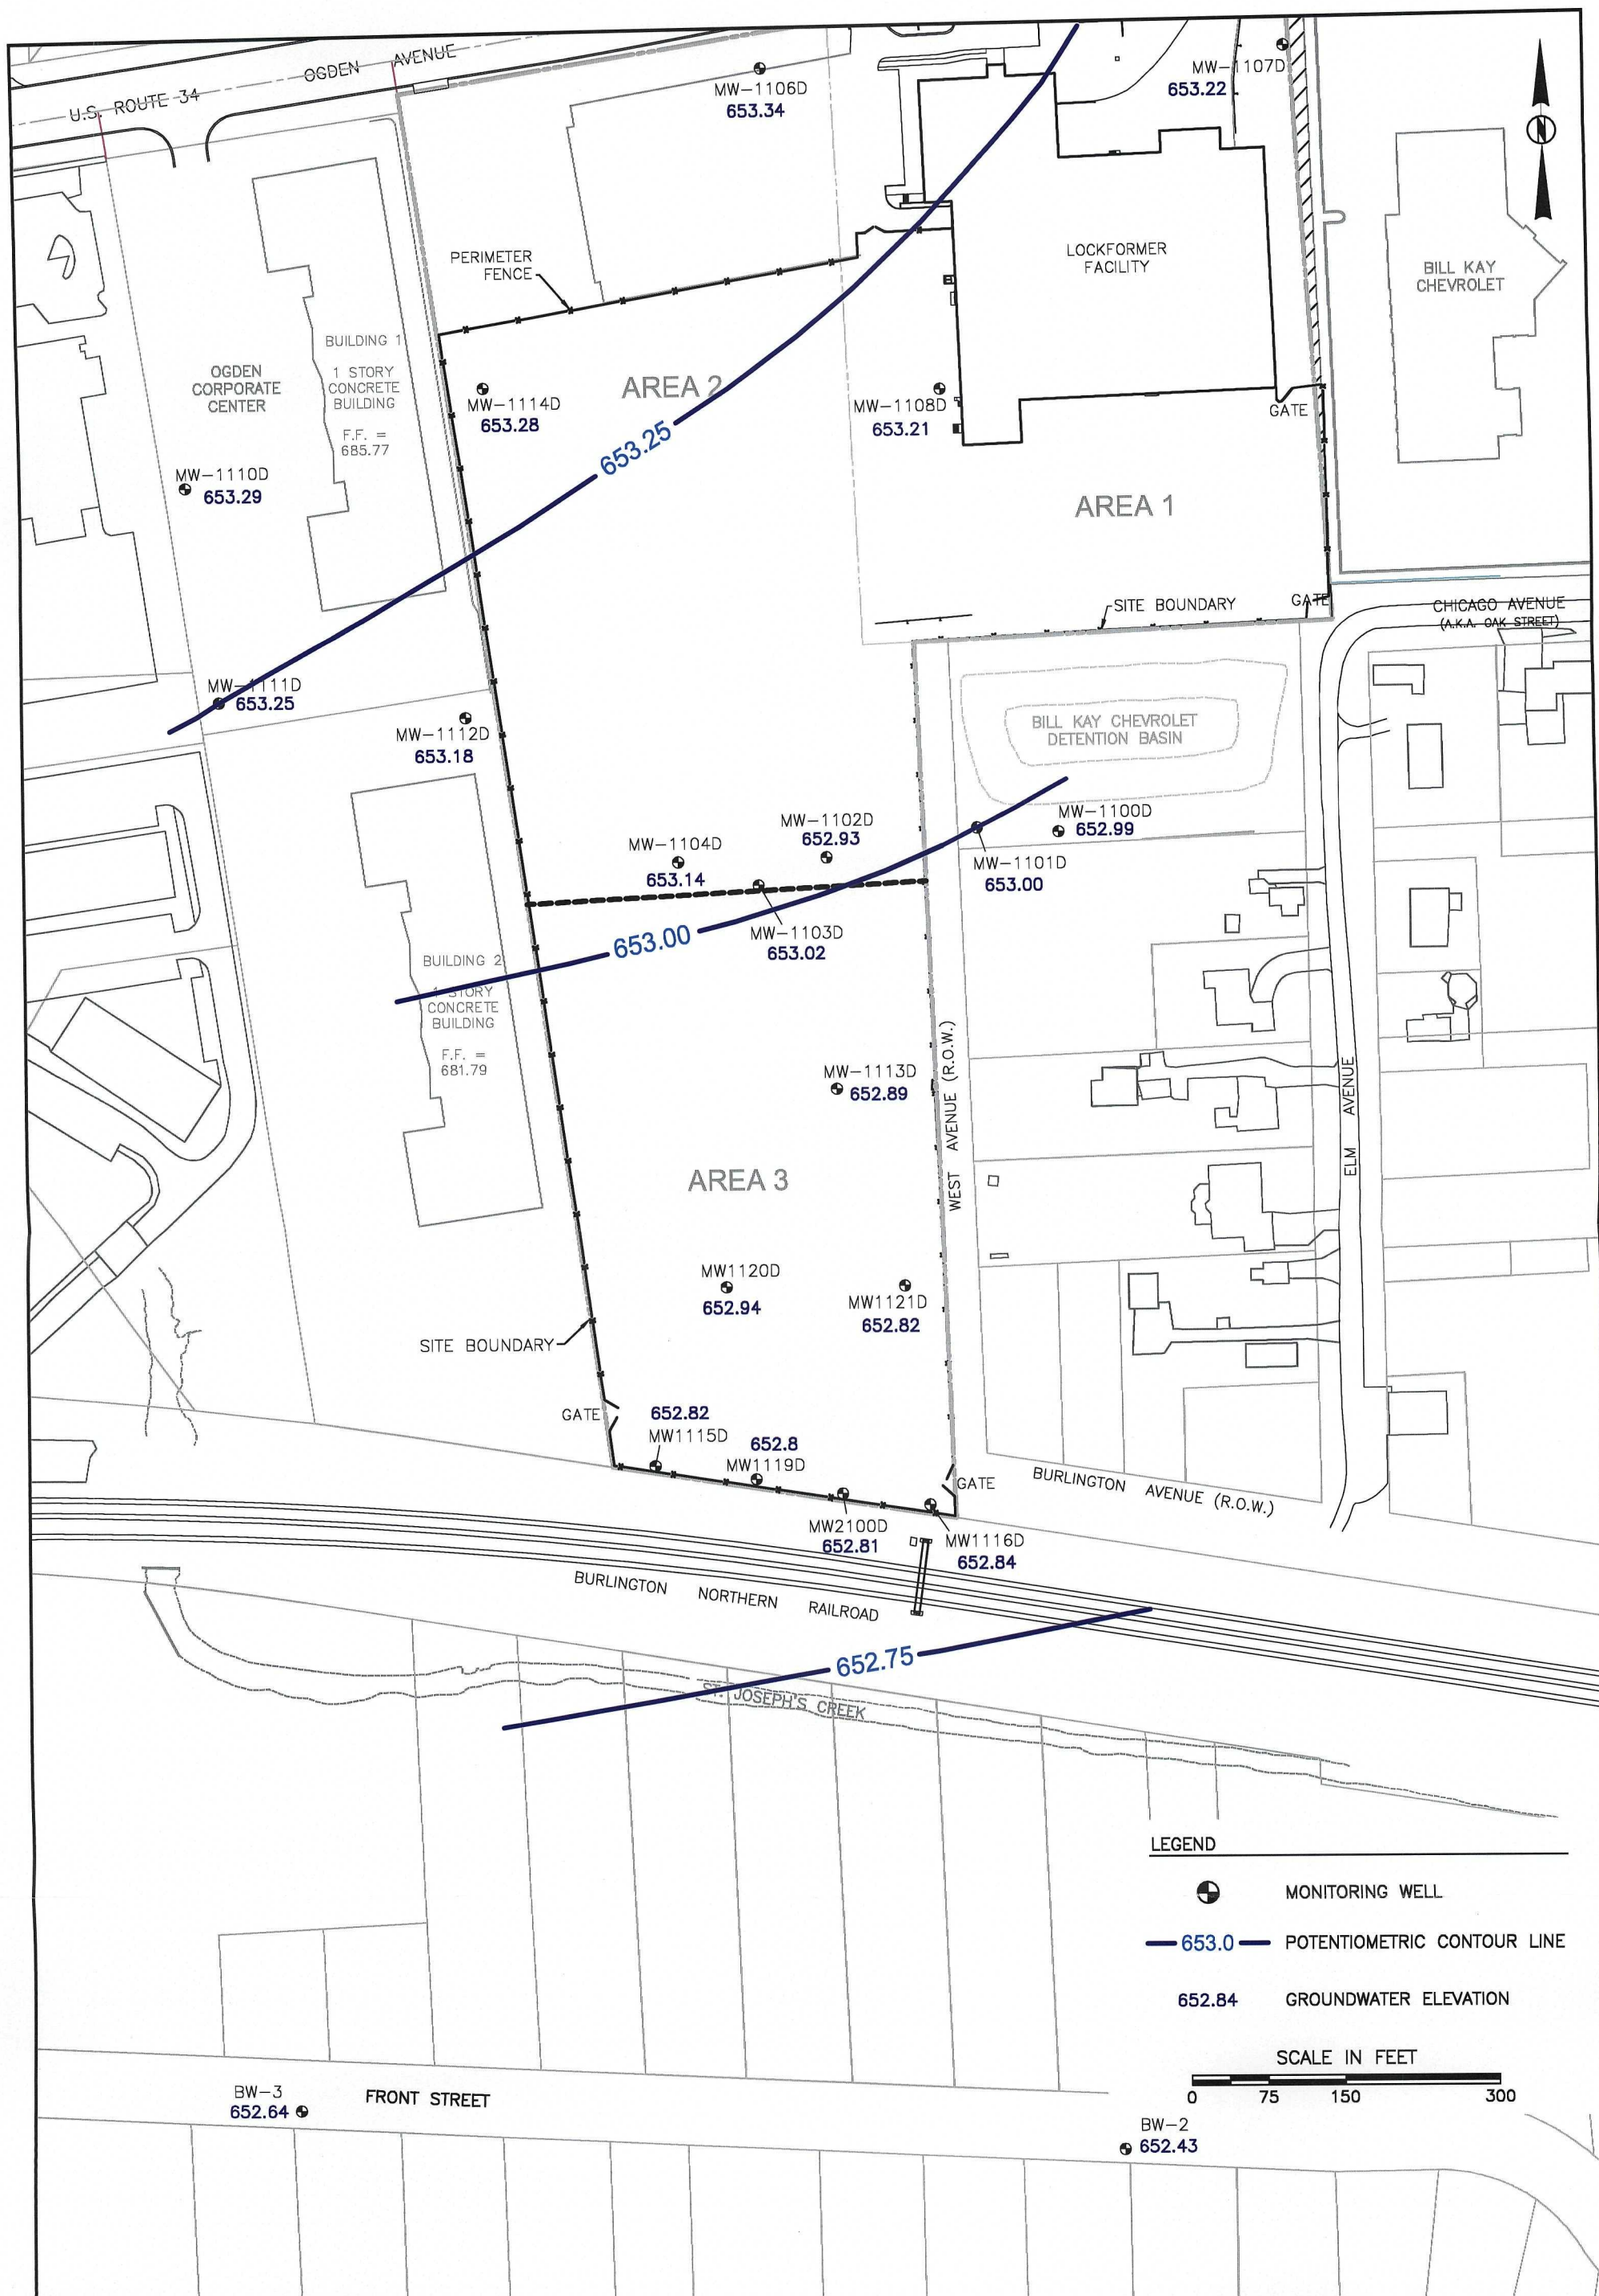 OGDEN AVENUE
U.S. ROUTE 34
MW-1106D
653.34
MW-1107D
653.22
N
PERIMETER
FENCE
LOCKFORMER
FACILITY
BILL KAY
CHEVROLET
BUILDING 1
1 STORY
CONCRETE
BUILDING
F.F. =
685.77
OGDEN
CORPORATE
CENTER
AREA 2
MW-1114D
653.28
MW-1108D
653.21
GATE
653.25
MW-1110D
653.29
AREA 1
SITE BOUNDARY
GATE
CHICAGO AVENUE
(A.K.A. OAK STREET)
MW-1111D
653.25
MW-1112D
653.18
BILL KAY CHEVROLET
DETENTION BASIN
MW-1104D
653.14
MW-1102D
652.93
MW-1100D
652.99
MW-1101D
653.00
653.00
MW-1103D
653.02
BUILDING 2
1 STORY
CONCRETE
BUILDING
F.F. =
681.79
MW-1113D
652.89
WEST AVENUE (R.O.W.)
ELM AVENUE
AREA 3
MW1120D
652.94
MW1121D
652.82
SITE BOUNDARY
GATE
652.82
MW1115D
652.8
MW1119D
GATE
BURLINGTON AVENUE (R.O.W.)
MW2100D
652.81
MW1116D
652.84
BURLINGTON NORTHERN RAILROAD
652.75
ST. JOSEPH'S CREEK
LEGEND
MONITORING WELL
653.0 POTENTIOMETRIC CONTOUR LINE
652.84 GROUNDWATER ELEVATION
SCALE IN FEET
0 75 150 300
BW-3
652.64
FRONT STREET
BW-2
652.43